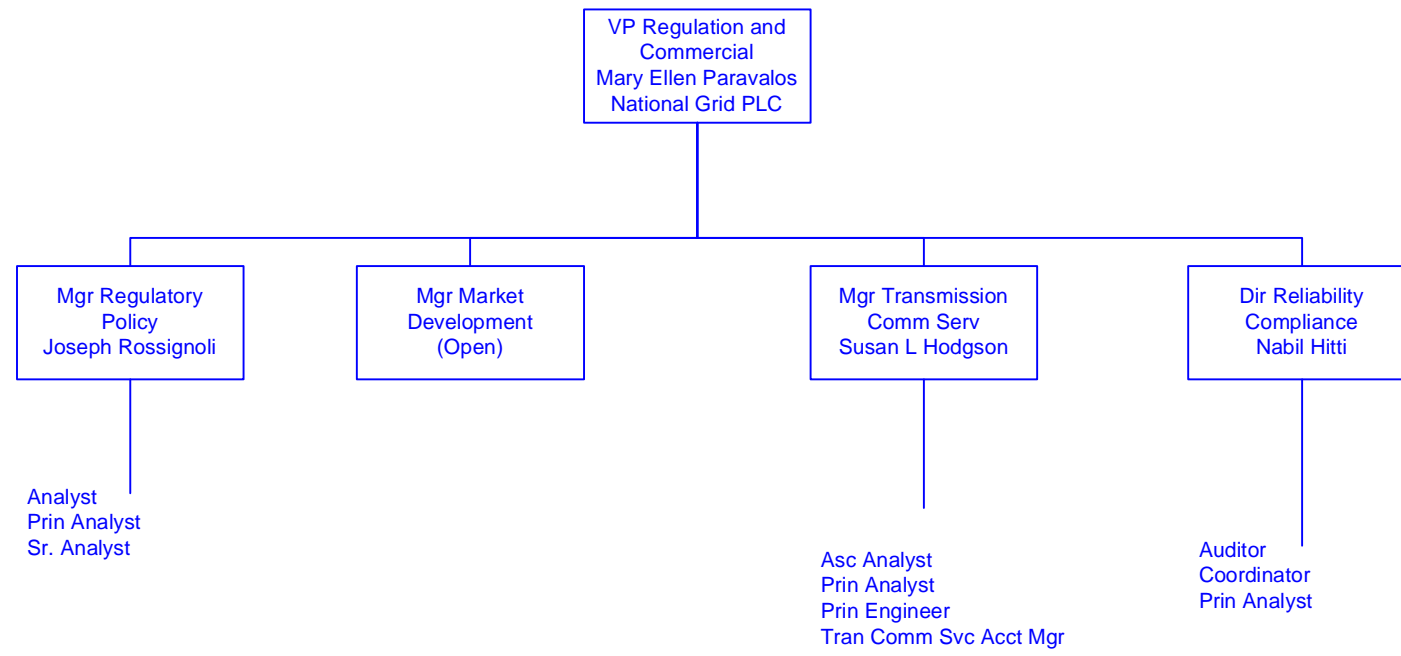 VP Regulation and
Commercial
Mary Ellen Paravalos
National Grid PLC
Mgr Regulatory
Policy
Joseph Rossignoli
Mgr Market
Development
(Open)
Mgr Transmission
Comm Serv
Susan L Hodgson
Dir Reliability
Compliance
Nabil Hitti
Analyst
Prin Analyst
Sr. Analyst
Asc Analyst
Prin Analyst
Prin Engineer
Tran Comm Svc Acct Mgr
Auditor
Coordinator
Prin Analyst